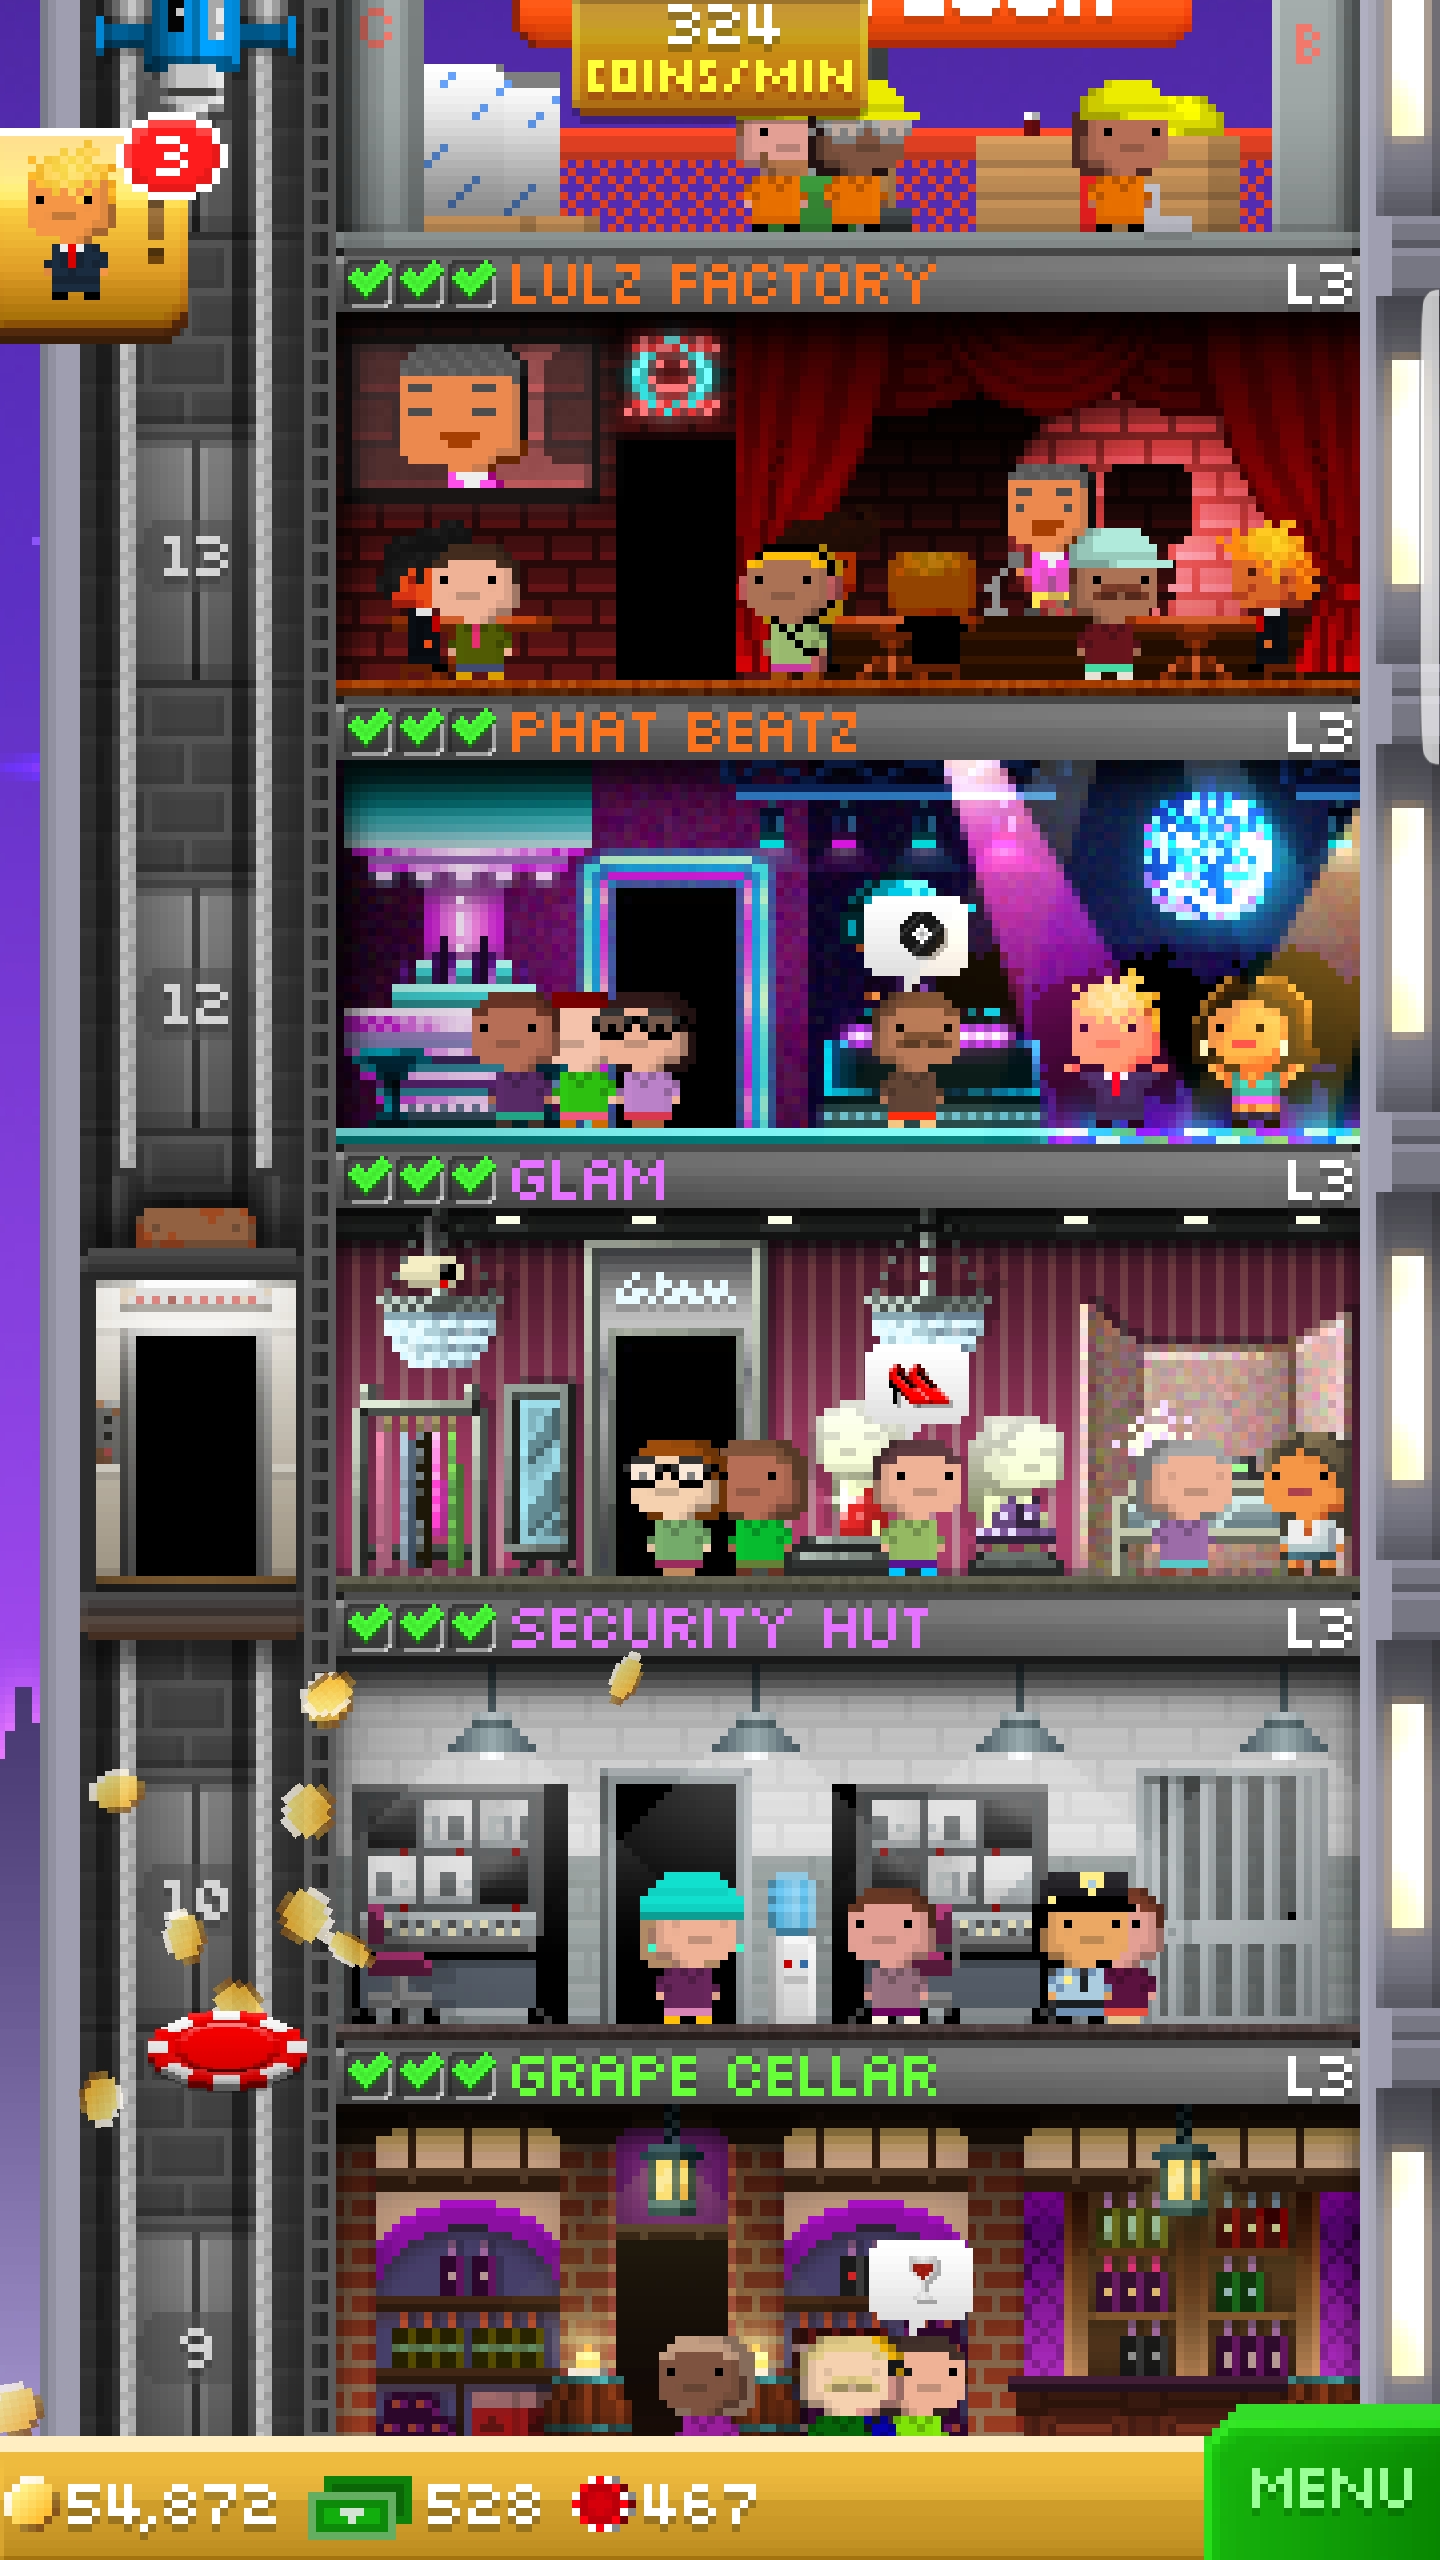 324
COINS/MIN
C
B
3
LULZ FACTORY
L3
13
PHAT BEATZ
L3
12
GLAM
L3
Glam
SECURITY HUT
L3
10
GRAPE CELLAR
L3
9
54,872
528
467
MENU